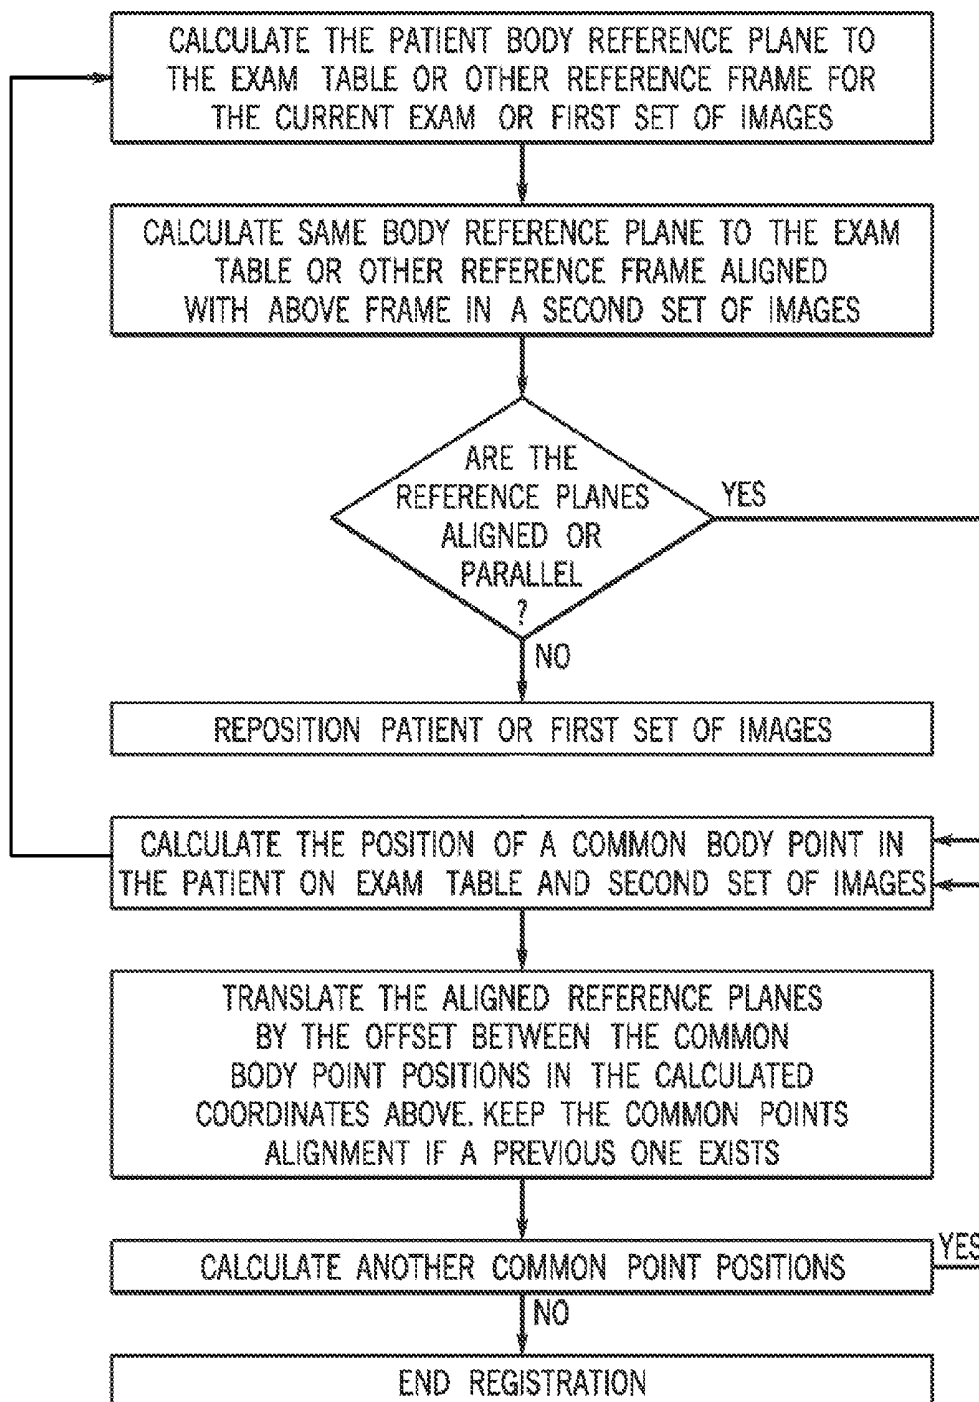 CALCULATE THE PATIENT BODY REFERENCE PLANE TO
THE EXAM TABLE OR OTHER REFERENCE FRAME FOR
THE CURRENT EXAM OR FIRST SET OF IMAGES
CALCULATE SAME BODY REFERENCE PLANE TO THE EXAM
TABLE OR OTHER REFERENCE FRAME ALIGNED
WITH ABOVE FRAME IN A SECOND SET OF IMAGES
ARE THE
REFERENCE PLANES
ALIGNED OR
PARALLEL
?
YES
NO
REPOSITION PATIENT OR FIRST SET OF IMAGES
CALCULATE THE POSITION OF A COMMON BODY POINT IN
THE PATIENT ON EXAM TABLE AND SECOND SET OF IMAGES
TRANSLATE THE ALIGNED REFERENCE PLANES
BY THE OFFSET BETWEEN THE COMMON
BODY POINT POSITIONS IN THE CALCULATED
COORDINATES ABOVE. KEEP THE COMMON POINTS
ALIGNMENT IF A PREVIOUS ONE EXISTS
CALCULATE ANOTHER COMMON POINT POSITIONS
YES
NO
END REGISTRATION